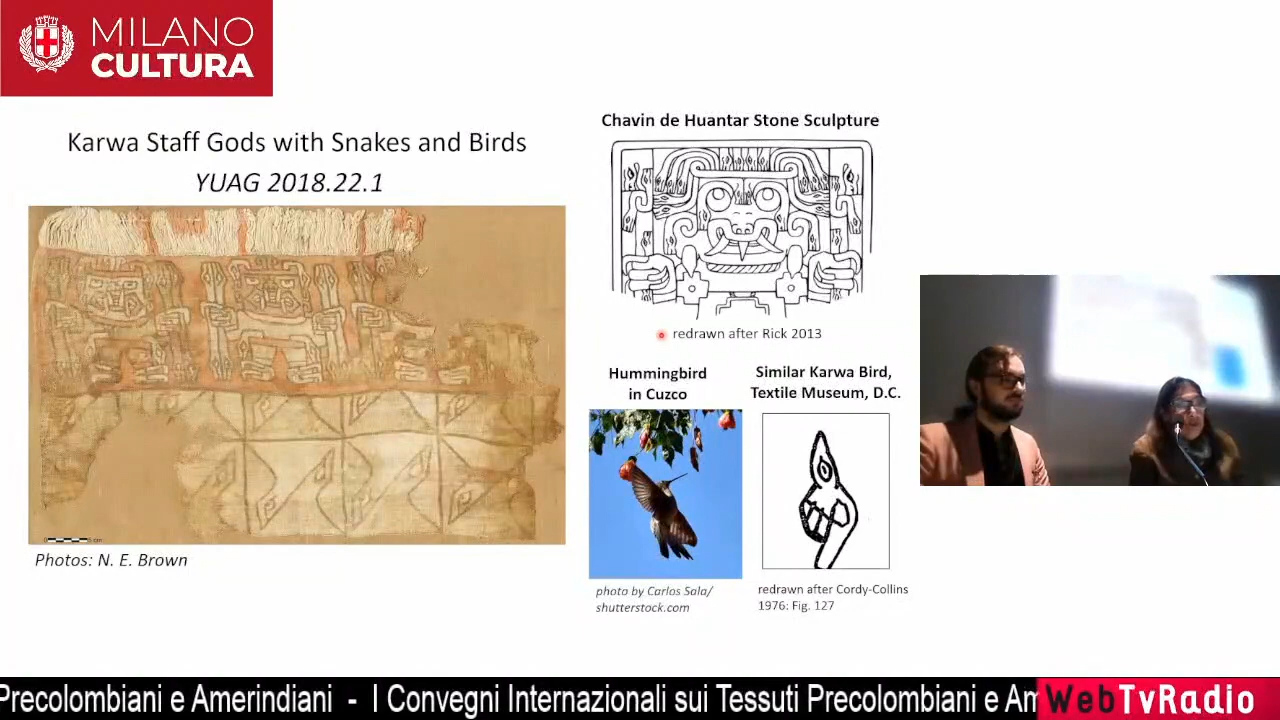 MILANO
CULTURA
Karwa Staff Gods with Snakes and Birds
YUAG 2018.22.1
Photos: N. E. Brown
Chavin de Huantar Stone Sculpture
redrawn after Rick 2013
Hummingbird
in Cuzco
photo by Carlos Sala/
shutterstock.com
Similar Karwa Bird,
Textile Museum, D.C.
redrawn after Cordy-Collins
1976: Fig. 127
Precolombiani e Amerindiani - I Convegni Internazionali sui Tessuti Precolombiani e Am
WebTvRadio